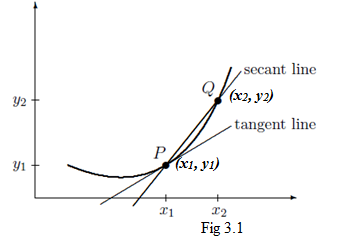 secant line
Q
y2
(x2, y2)
tangent line
P
y1
(x1, y1)
x1
x2
Fig 3.1